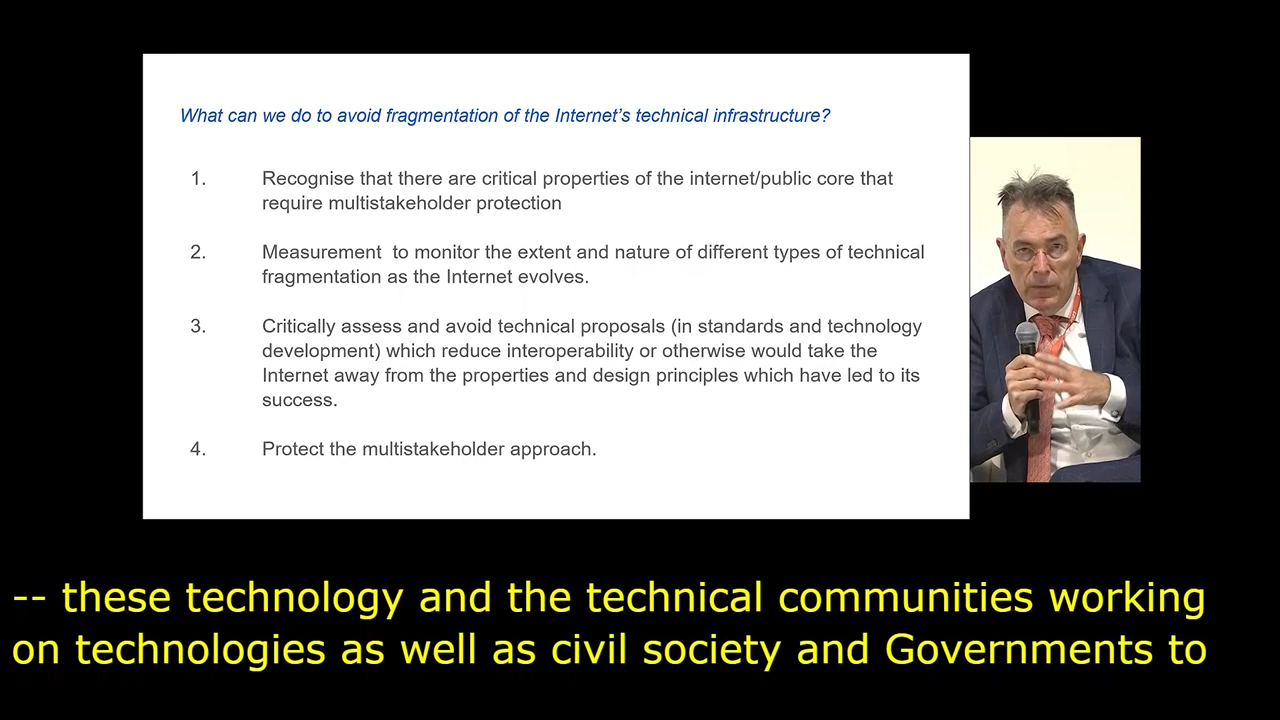 What can we do to avoid fragmentation of the Internet's technical infrastructure?
1. Recognise that there are critical properties of the internet/public core that
require multistakeholder protection
2. Measurement to monitor the extent and nature of different types of technical
fragmentation as the Internet evolves.
3. Critically assess and avoid technical proposals (in standards and technology
development) which reduce interoperability or otherwise would take the
Internet away from the properties and design principles which have led to its
success.
4. Protect the multistakeholder approach.
-- these technology and the technical communities working
on technologies as well as civil society and Governments to